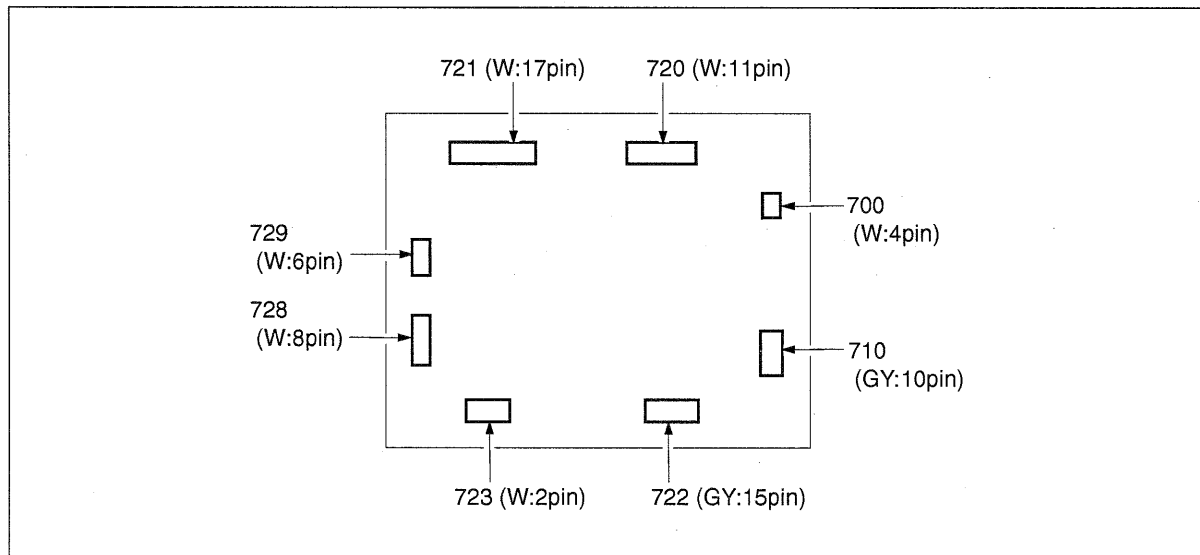 721 (W:17pin)
720 (W:11pin)
700
(W:4pin)
729
(W:6pin)
728
(W:8pin)
710
(GY:10pin)
723 (W:2pin)
722 (GY:15pin)